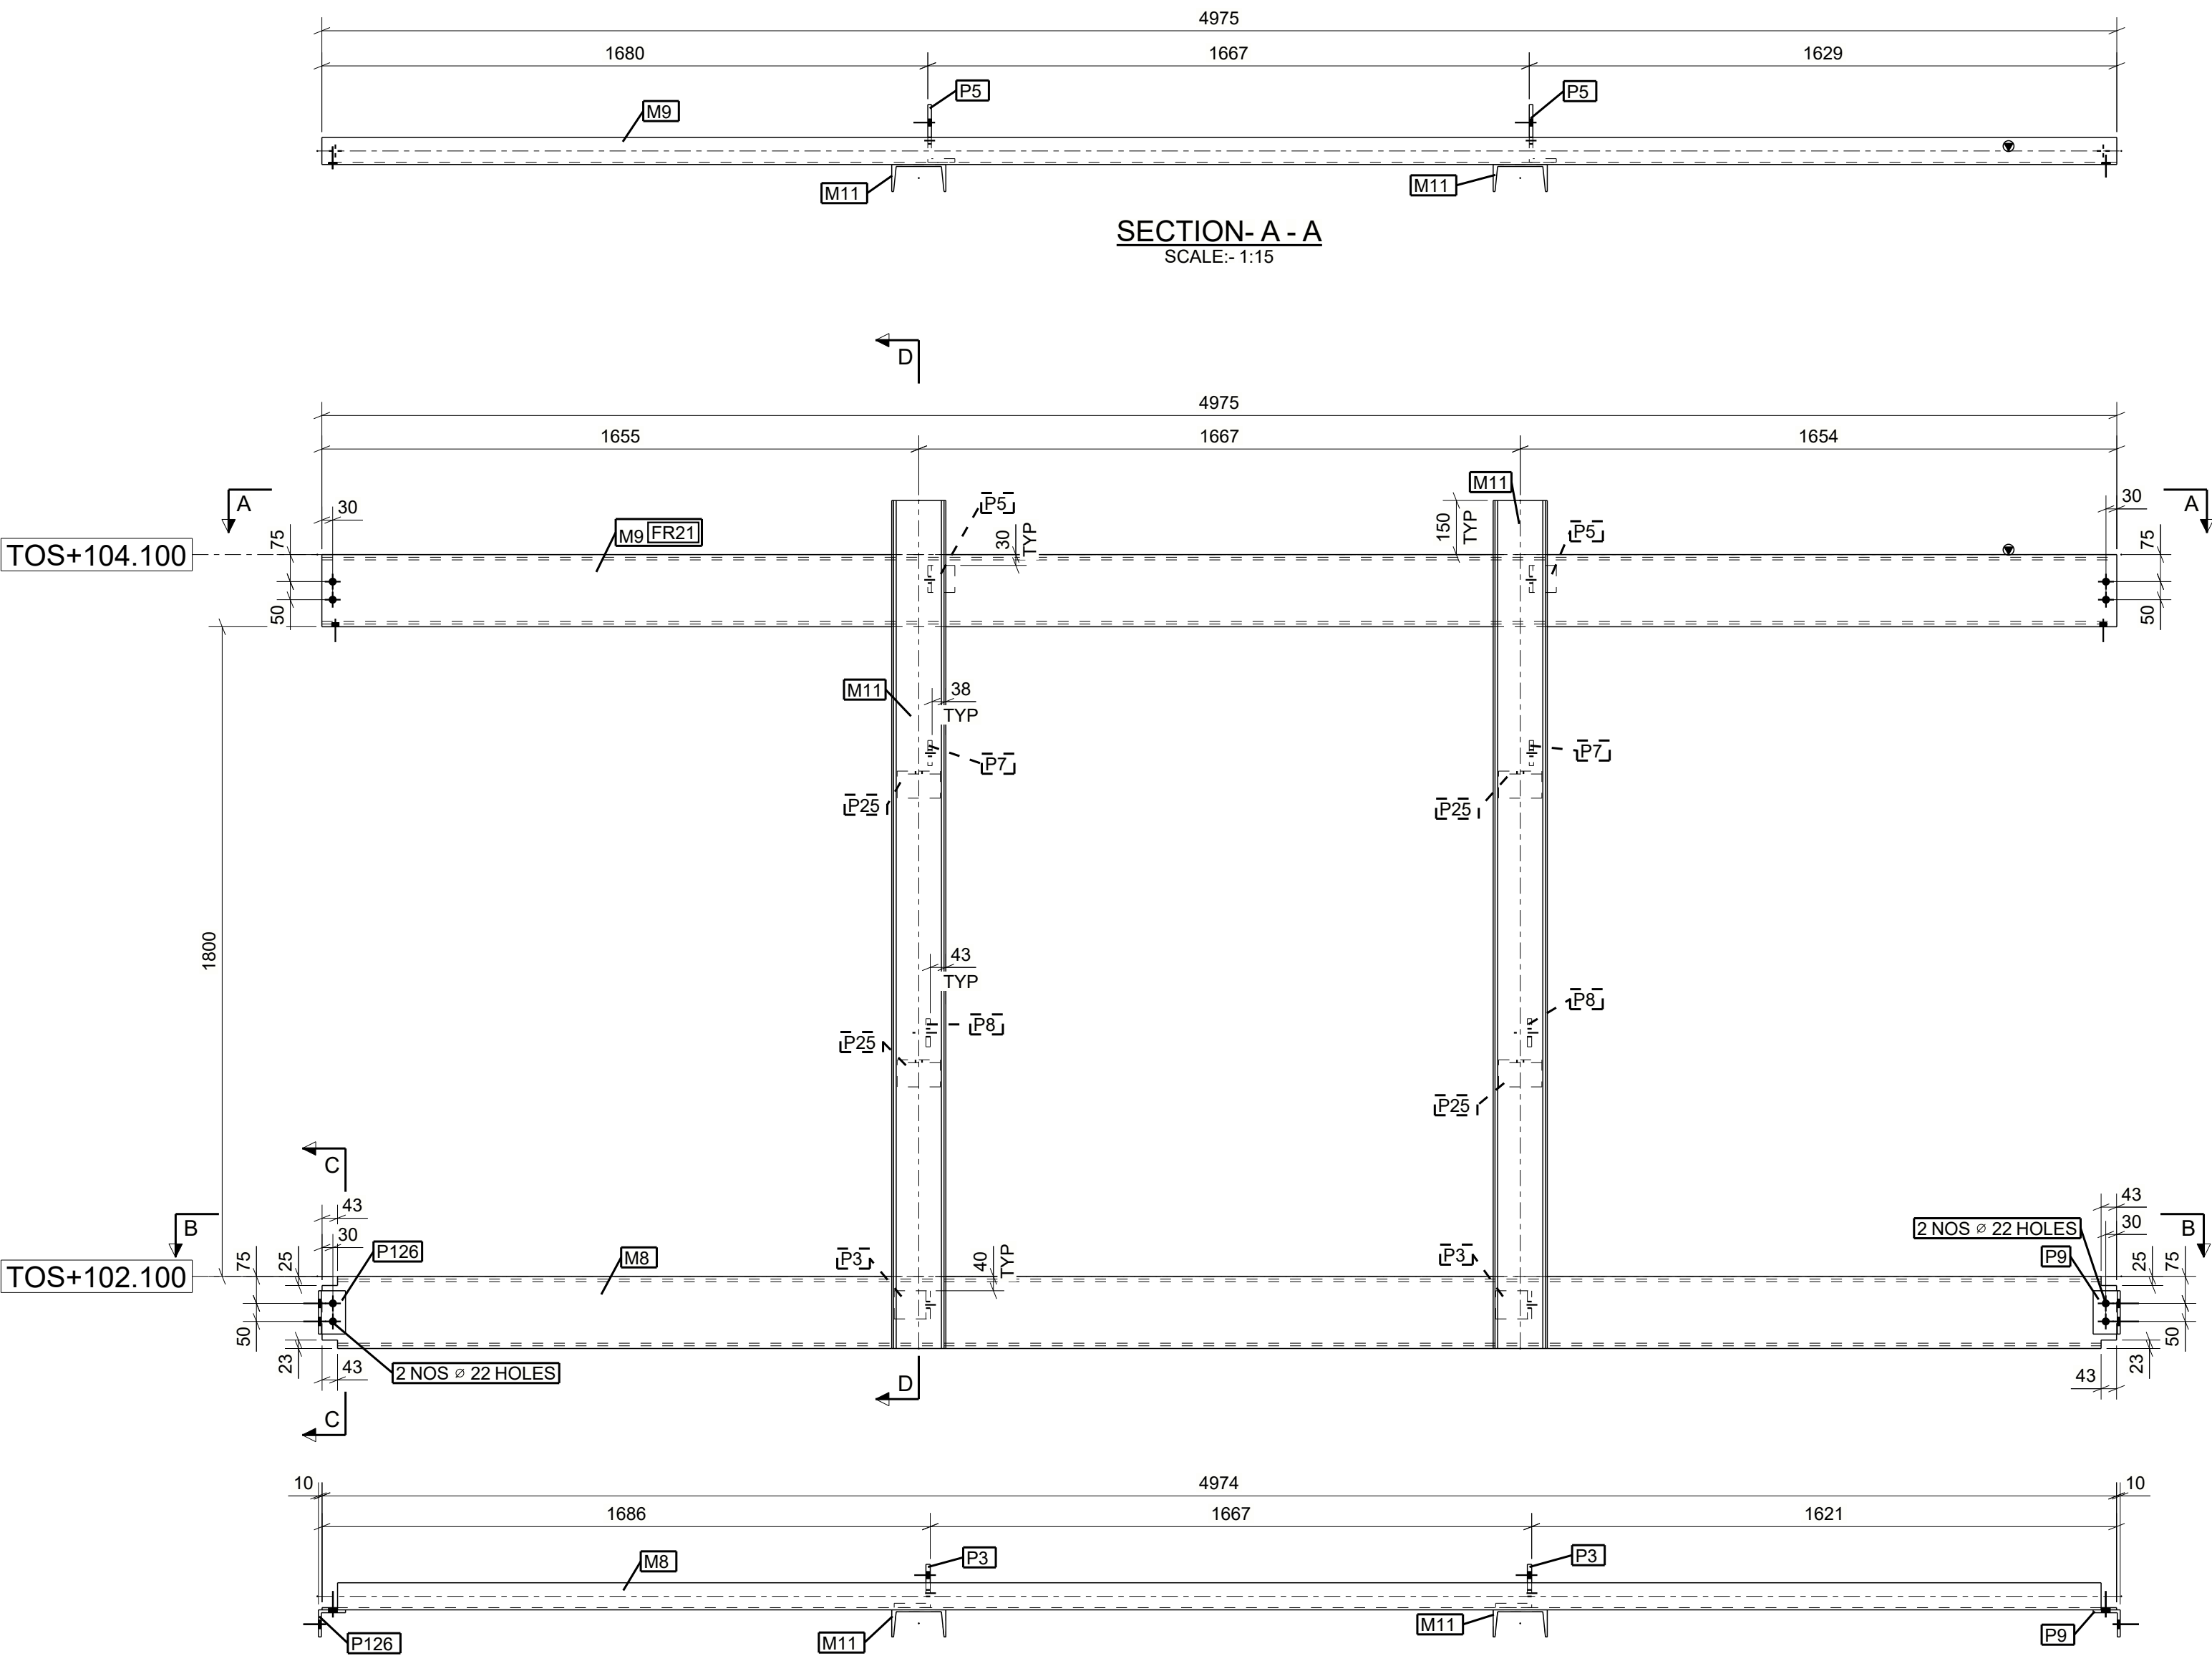 4975
1680 1667 1629
P5 P5
M9
M11 M11
SECTION- A - A
SCALE:- 1:15
D
4975
1655 1667 1654
M11
A 30 P5 150 TYP 30 A
75 M9 FR21 30 TYP P5 75
TOS+104.100
50 50
M11 38
TYP
P7 P7
P25 P25
1800
43
TYP
P8 P8
P25
P25
C
43 43
B 30 2 NOS ⌀ 22 HOLES 30 B
75 25 P126 M8 P3 40 TYP P3 P9 25 75
TOS+102.100
50 50
23 43 2 NOS ⌀ 22 HOLES D 43 23
C
10 4974 10
1686 1667 1621
M8 P3 P3
P126 M11 M11 P9